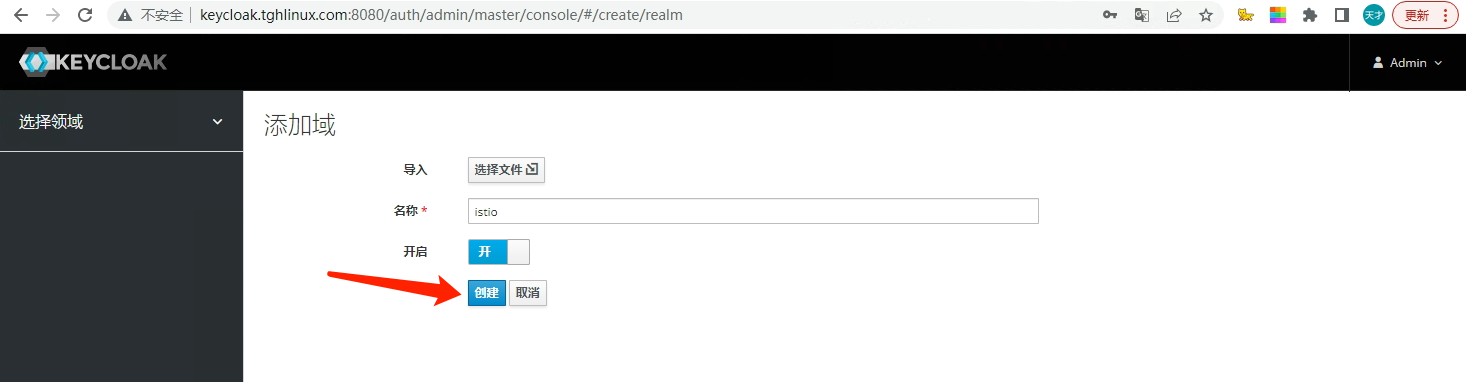 不安全 keycloak.tghlinux.com:8080/auth/admin/master/console/#/create/realm 天才 更新
KEYCLOAK Admin
选择领域
添加域
导入 选择文件
名称 * istio
开启 开
创建 取消